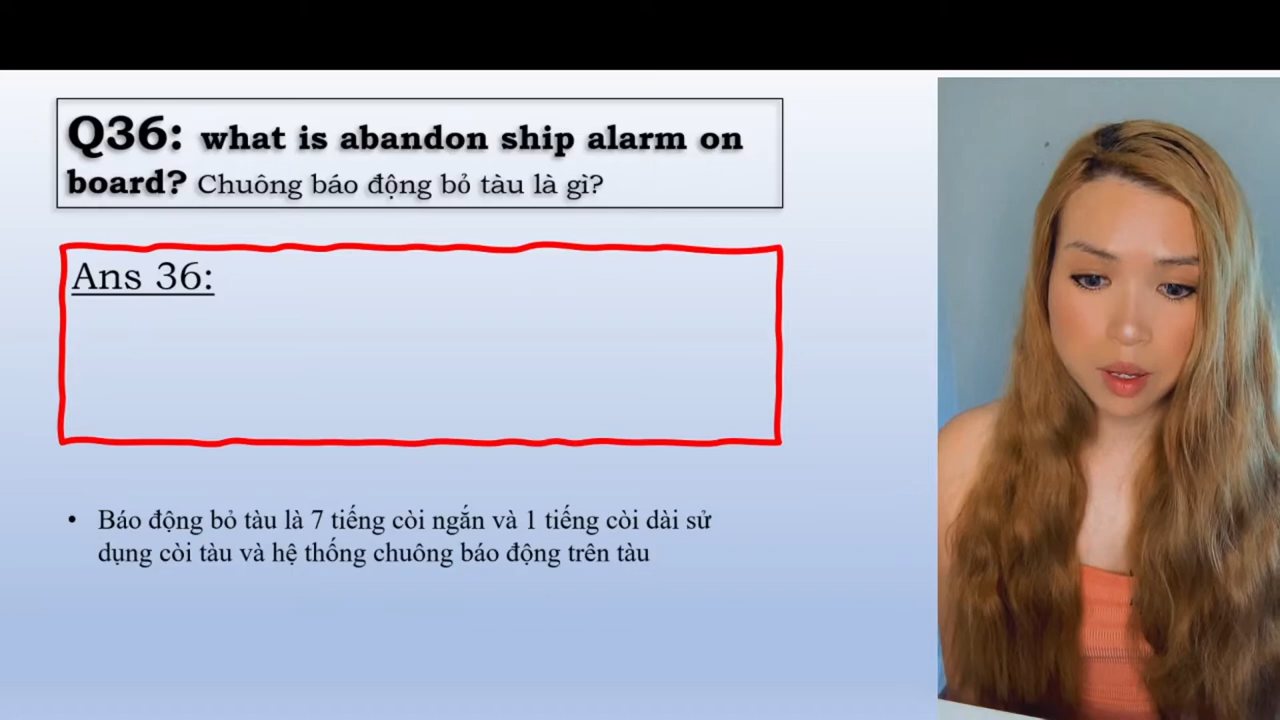 Q36: what is abandon ship alarm on
board? Chuông báo động bỏ tàu là gì?
Ans 36:
• Báo động bỏ tàu là 7 tiếng còi ngắn và 1 tiếng còi dài sử
dụng còi tàu và hệ thống chuông báo động trên tàu